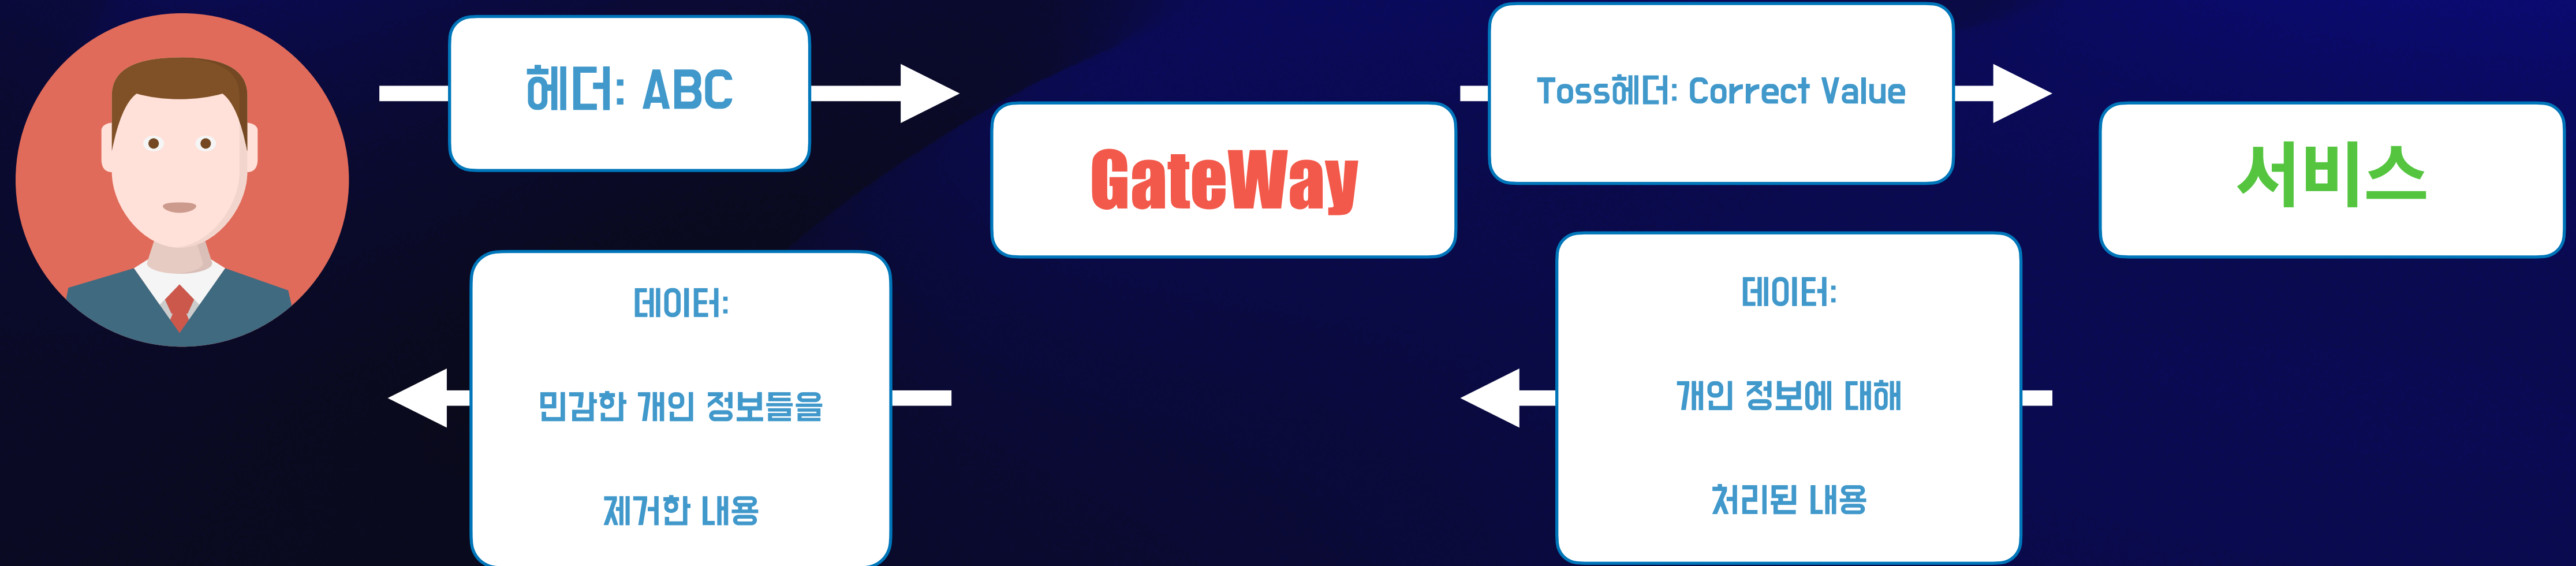 헤더: ABC
GateWay
Toss헤더: Correct Value
서비스
데이터:
민감한 개인 정보들을
제거한 내용
데이터:
개인 정보에 대해
처리된 내용